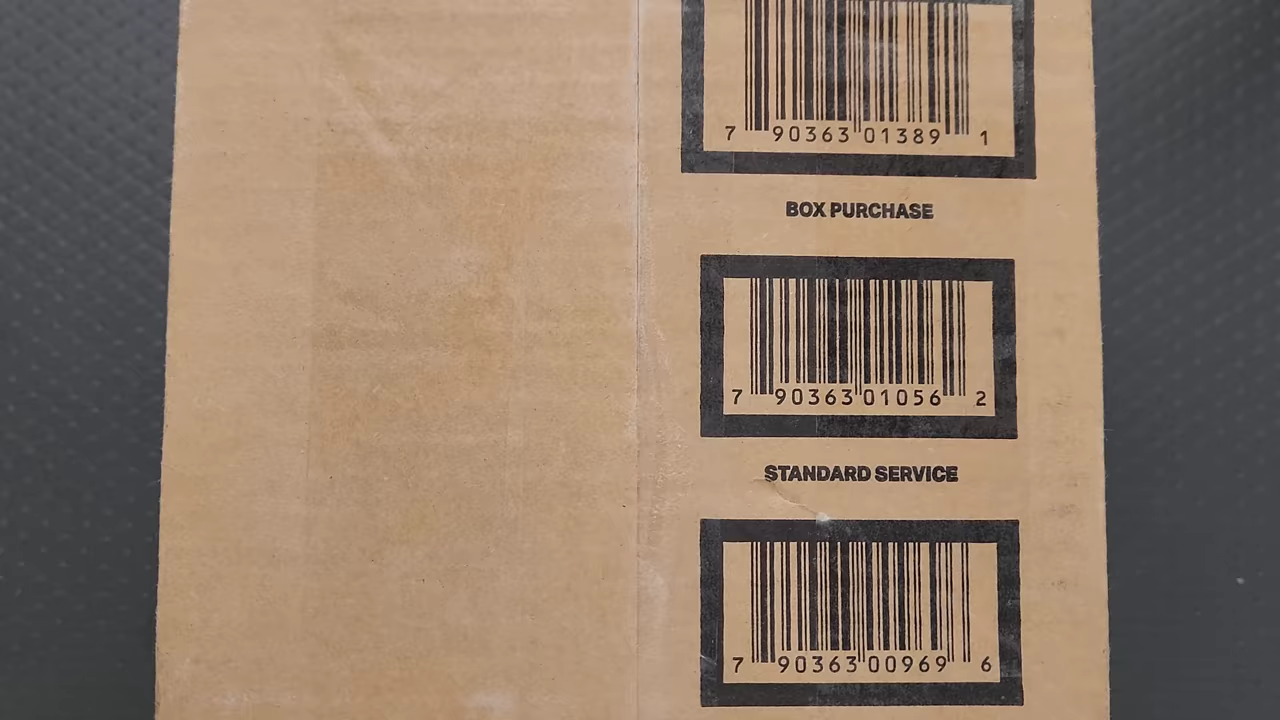 7 90363 01389 1
BOX PURCHASE
7 90363 01056 2
STANDARD SERVICE
7 90363 00969 6